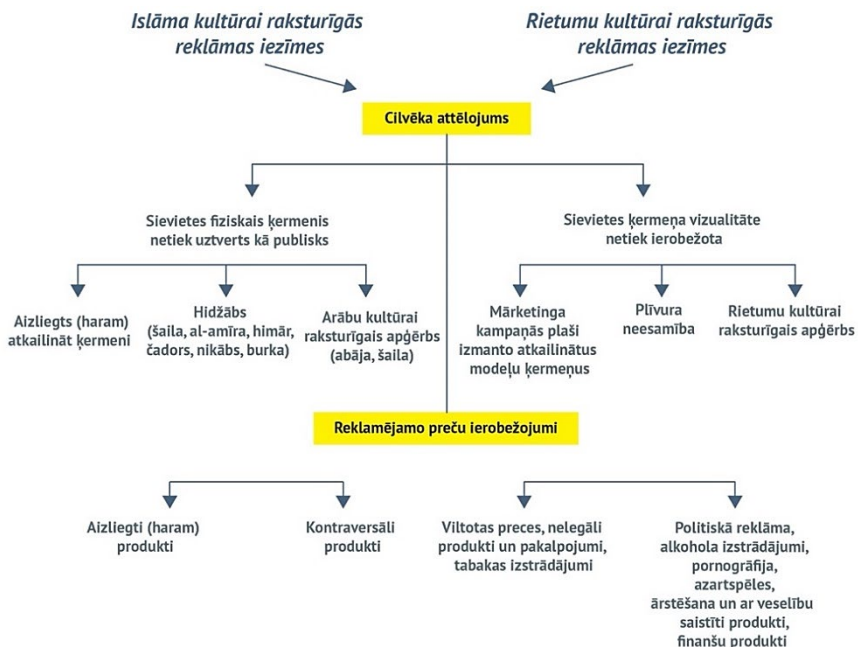 Islāma kultūrai raksturīgās
reklāmas iezīmes
Rietumu kultūrai raksturīgās
reklāmas iezīmes
Cilvēka attēlojums
Sievietes fiziskais ķermenis
netiek uztverts kā publisks
Sievietes ķermeņa vizualitāte
netiek ierobežota
Aizliegts (haram)
atkailināt ķermeni
Hidžābs
(šaila, al-amīra, himār,
čadors, nikābs, burka)
Arābu kultūrai
raksturīgais apģērbs
(abāja, šaila)
Mārketinga
kampaņās plaši
izmanto atkailinātus
modeļu ķermeņus
Plīvura
neesamība
Rietumu kultūrai
raksturīgais apģērbs
Reklamējamo preču ierobežojumi
Aizliegti (haram)
produkti
Kontraversāli
produkti
Viltotas preces, nelegāli
produkti un pakalpojumi,
tabakas izstrādājumi
Politiskā reklāma,
alkohola izstrādājumi,
pornogrāfija,
azartspēles,
ārstēšana un ar veselību
saistīti produkti,
finanšu produkti